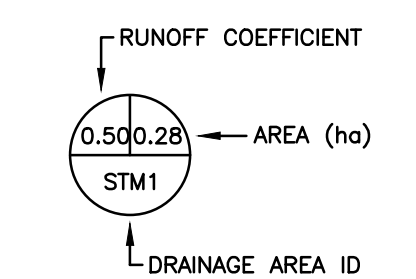 RUNOFF COEFFICIENT
0.50 0.28
AREA (ha)
STM1
DRAINAGE AREA ID